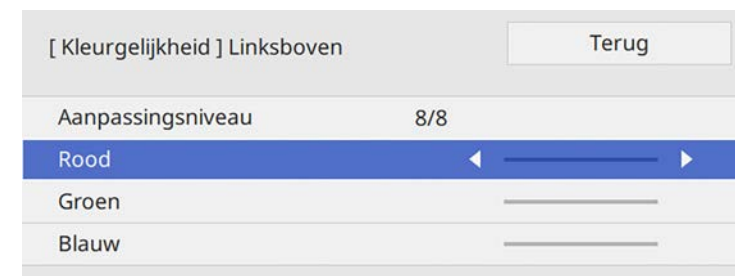 [ Kleurgelijkheid ] Linksboven Terug
Aanpassingsniveau 8/8
Rood
Groen
Blauw